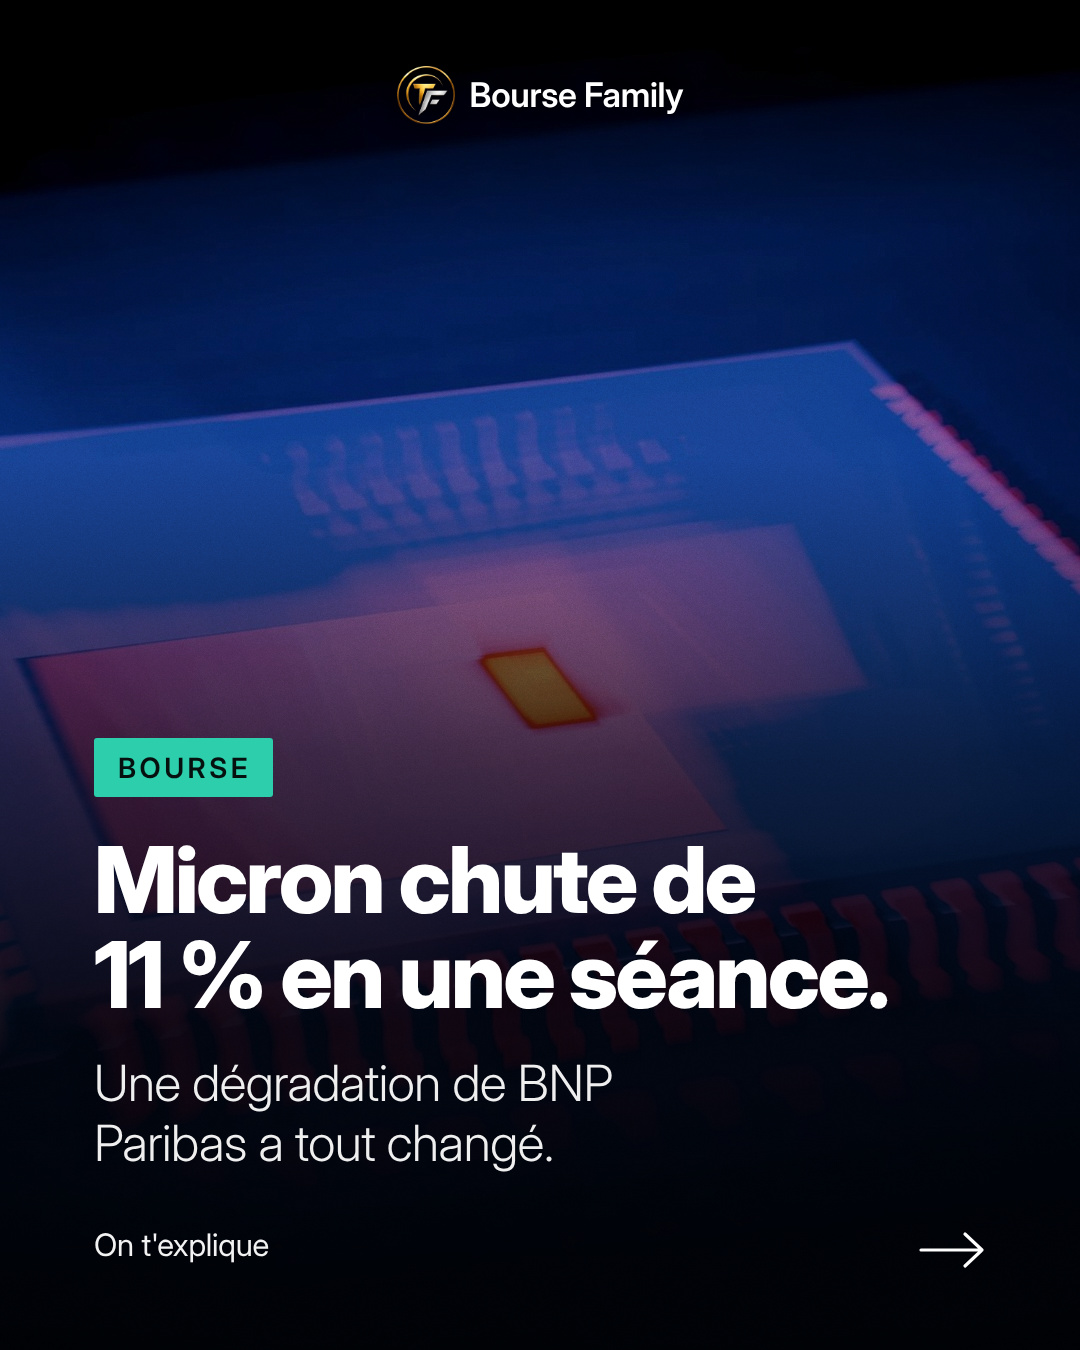 TF Bourse Family
BOURSE
Micron chute de
11 % en une séance.
Une dégradation de BNP
Paribas a tout changé.
On t'explique